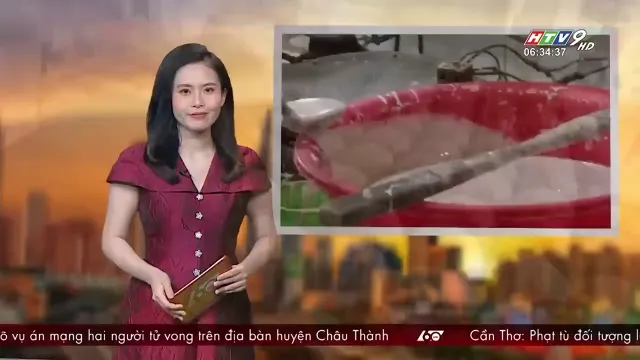 HTV9 HD
06:34:37
õ vụ án mạng hai người tử vong trên địa bàn huyện Châu Thành 60 Cần Thơ: Phạt tù đối tượng l